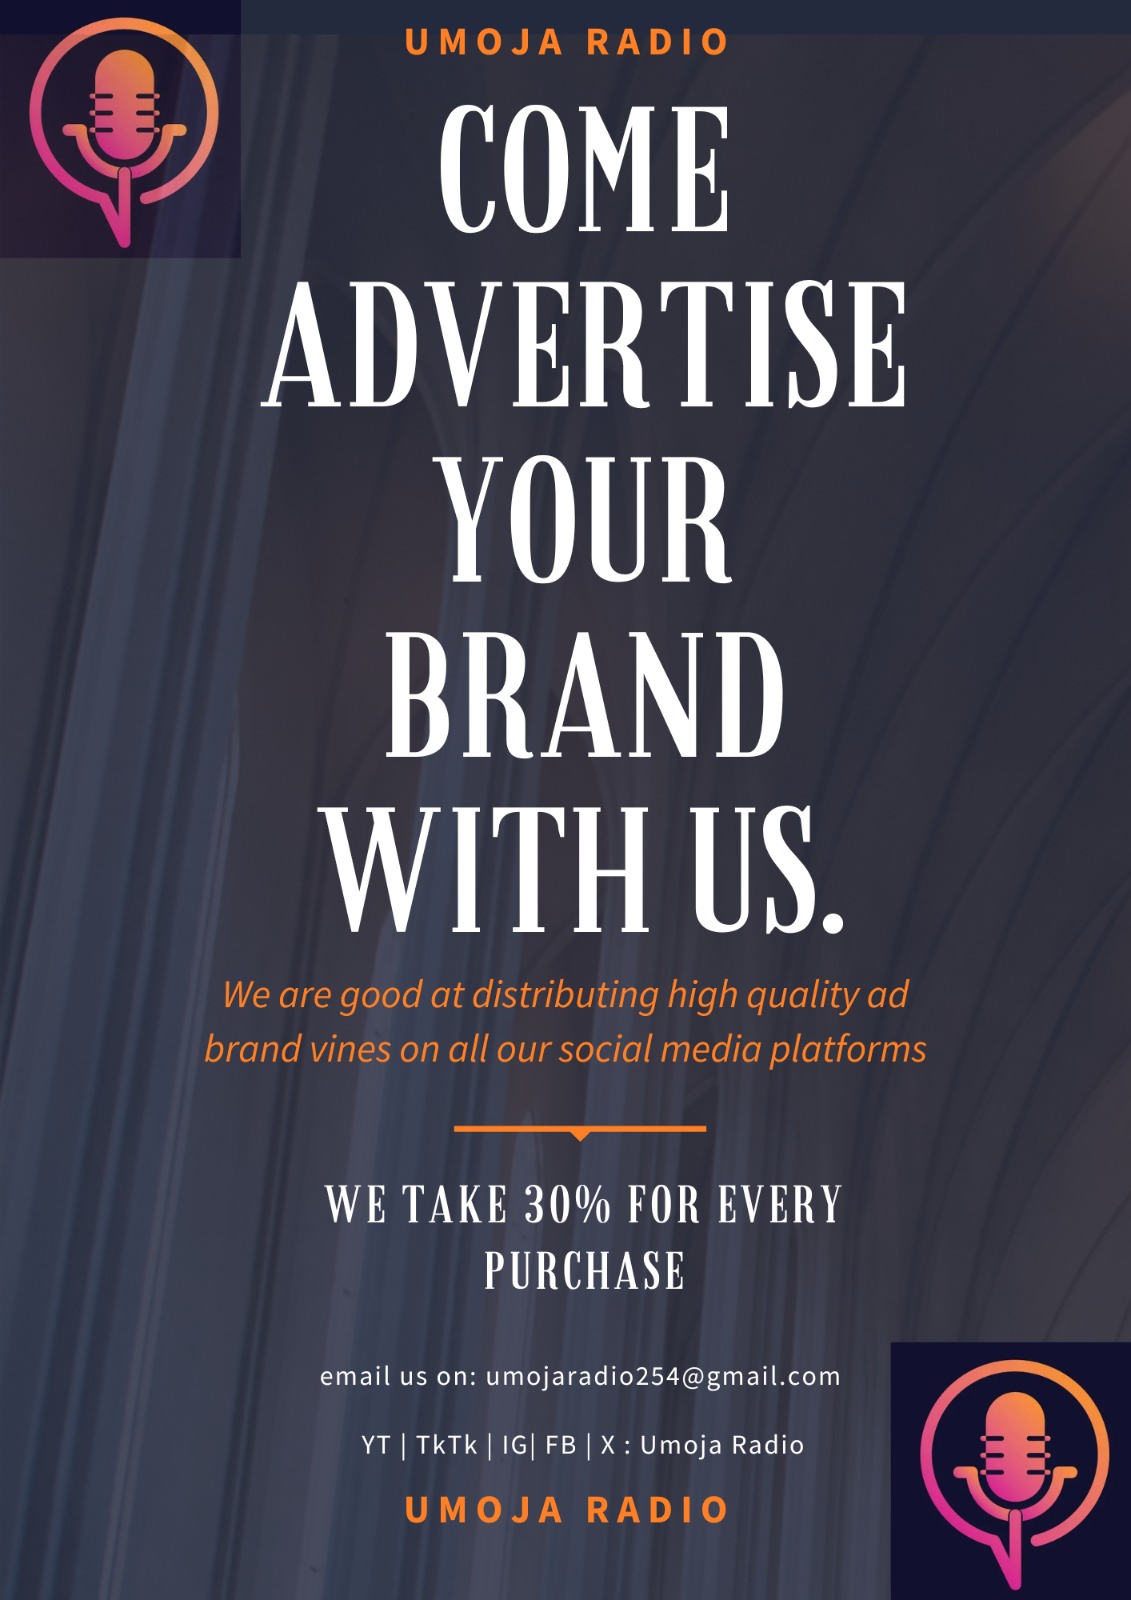 UMOJA RADIO
COME
ADVERTISE
YOUR
BRAND
WITH US.
We are good at distributing high quality ad
brand vines on all our social media platforms
WE TAKE 30% FOR EVERY
PURCHASE
email us on: umojaradio254@gmail.com
YT | TkTk | IG| FB | X : Umoja Radio
UMOJA RADIO